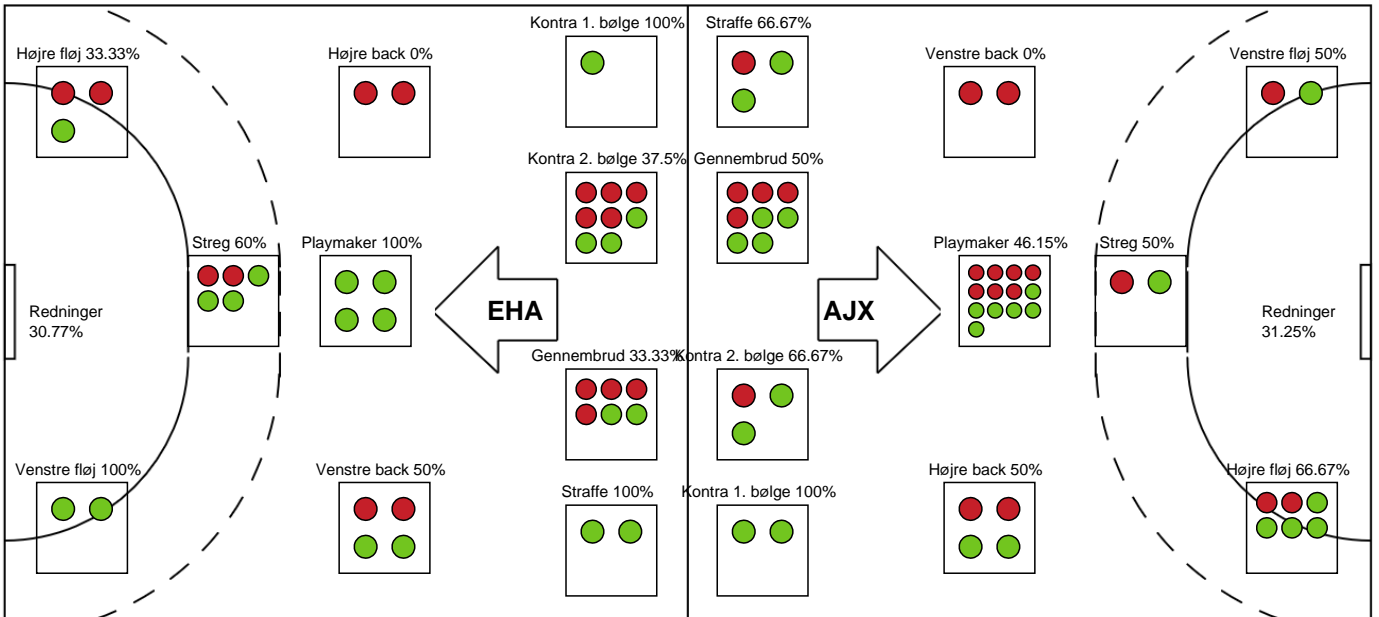 Kontra 1. bølge 100%
Straffe 66.67%
Højre fløj 33.33%
Højre back 0%
Venstre back 0%
Venstre fløj 50%
Kontra 2. bølge 37.5%
Gennembrud 50%
Streg 60%
Playmaker 100%
Playmaker 46.15%
Streg 50%
EHA
AJX
Redninger
30.77%
Redninger
31.25%
Gennembrud 33.33%
Kontra 2. bølge 66.67%
Venstre fløj 100%
Venstre back 50%
Højre back 50%
Højre fløj 66.67%
Straffe 100%
Kontra 1. bølge 100%